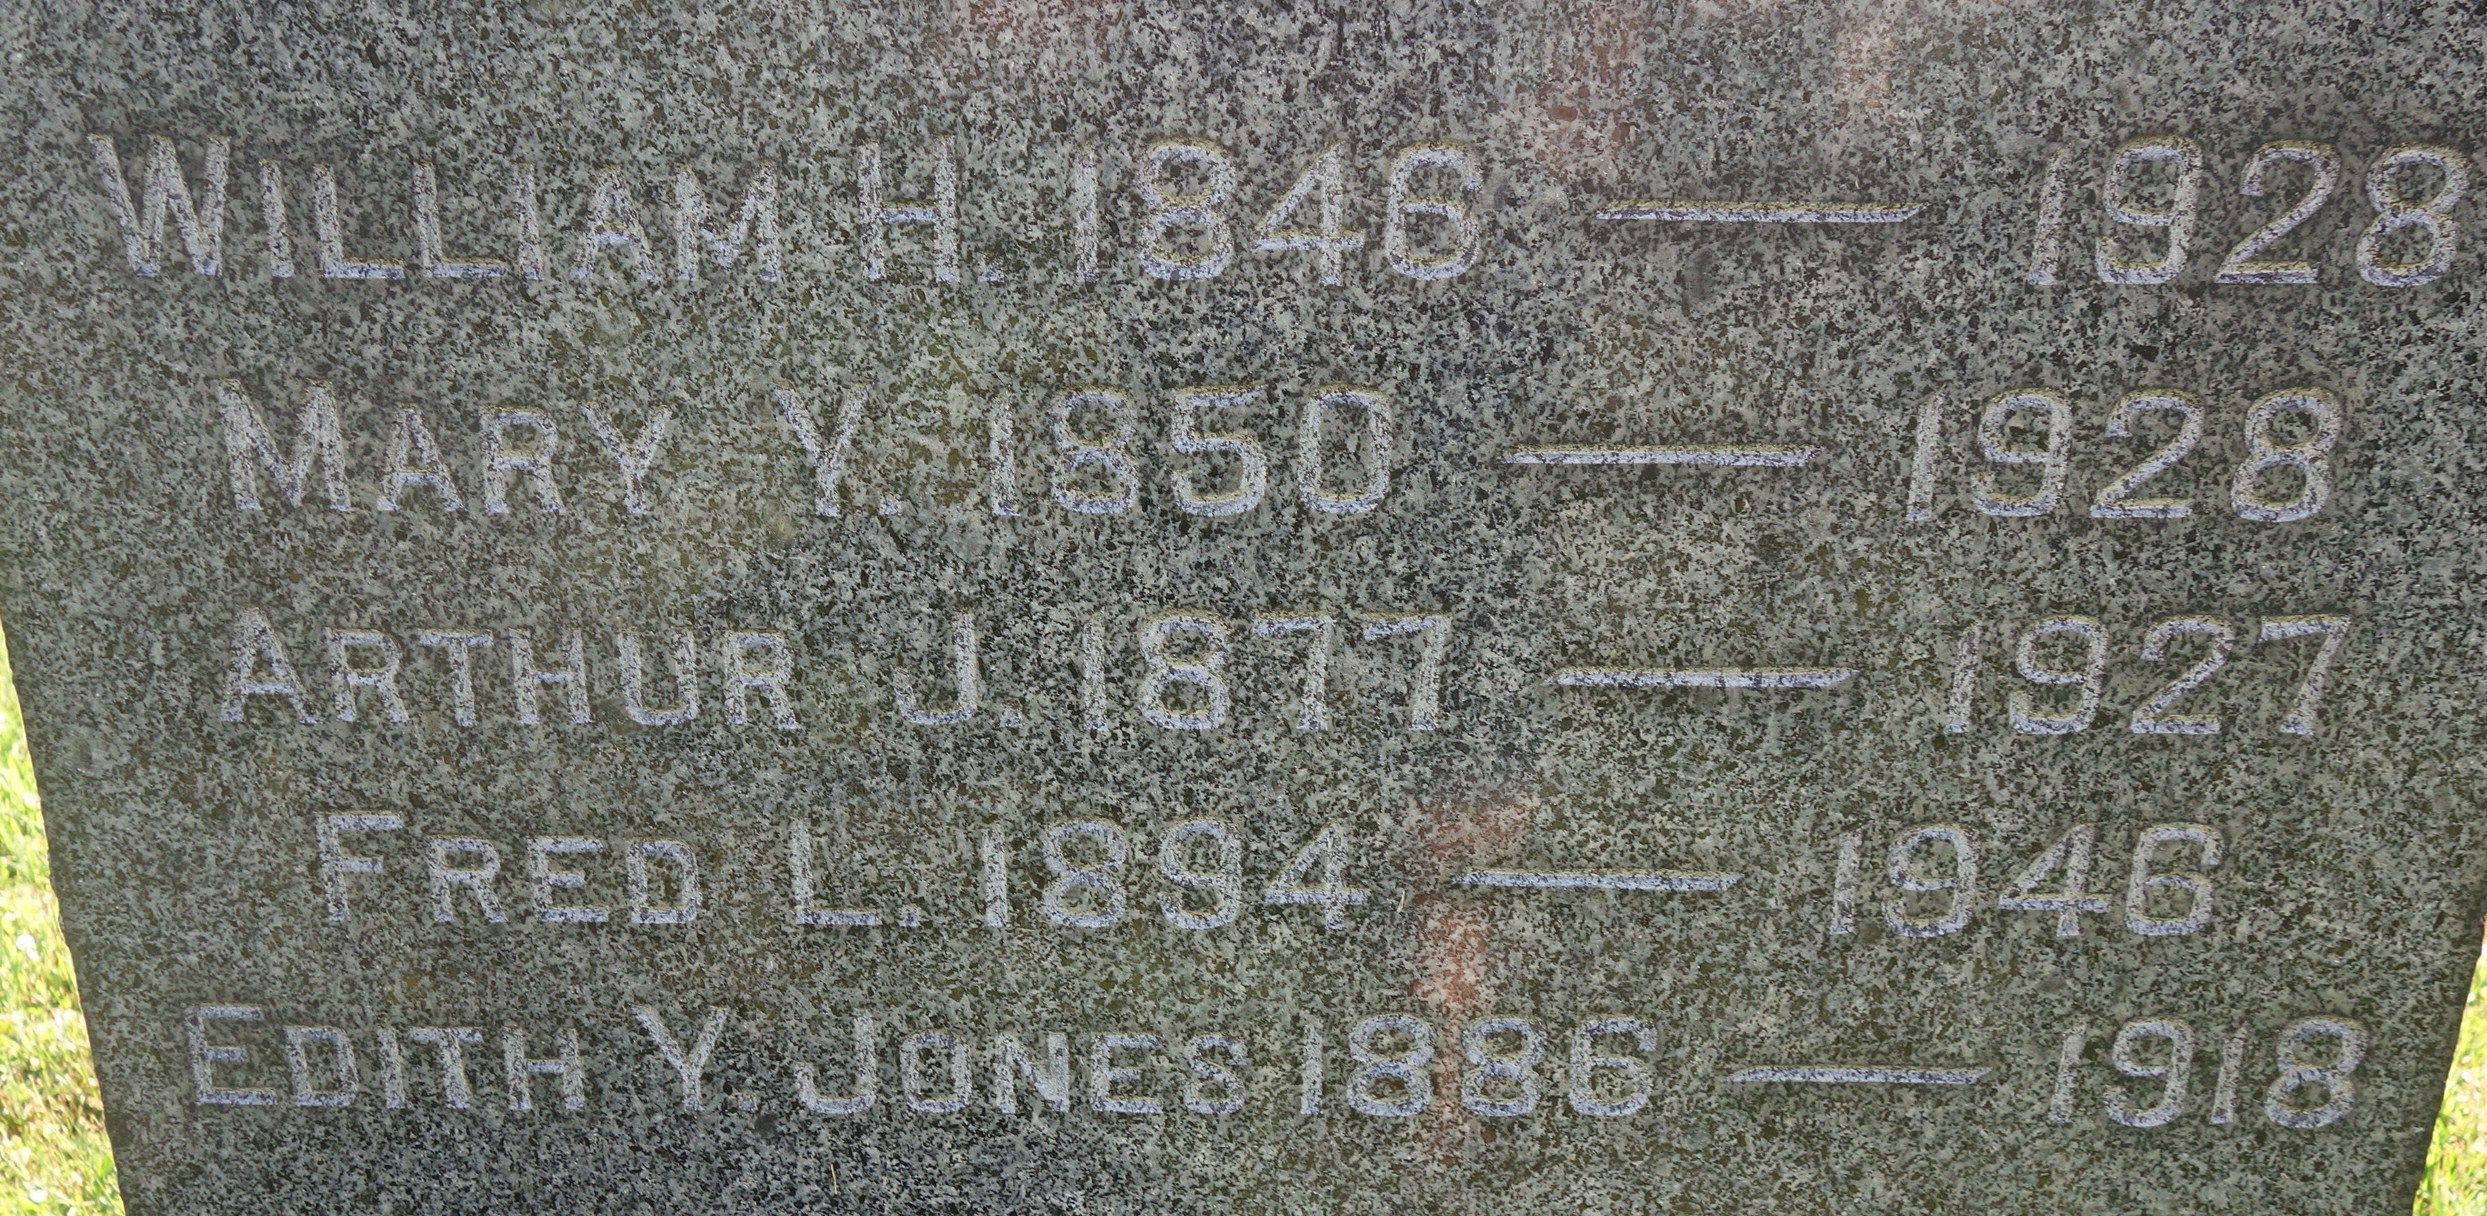 WILLIAM H. 1846 — 1928
MARY Y. 1850 — 1928
ARTHUR J. 1877 — 1927
FRED L. 1894 — 1946
EDITH Y. JONES 1886 — 1918